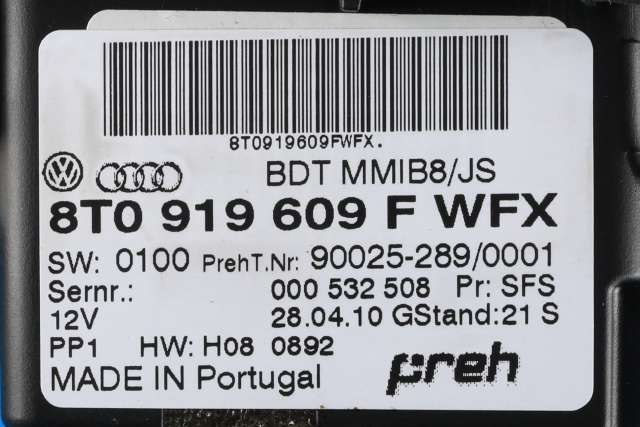 8T0919609FWFX.
BDT MMIB8/JS
8T0 919 609 F WFX
SW: 0100 PrehT.Nr: 90025-289/0001
Sernr.: 000 532 508 Pr: SFS
12V 28.04.10 GStand:21 S
PP1 HW: H08 0892
MADE IN Portugal preh